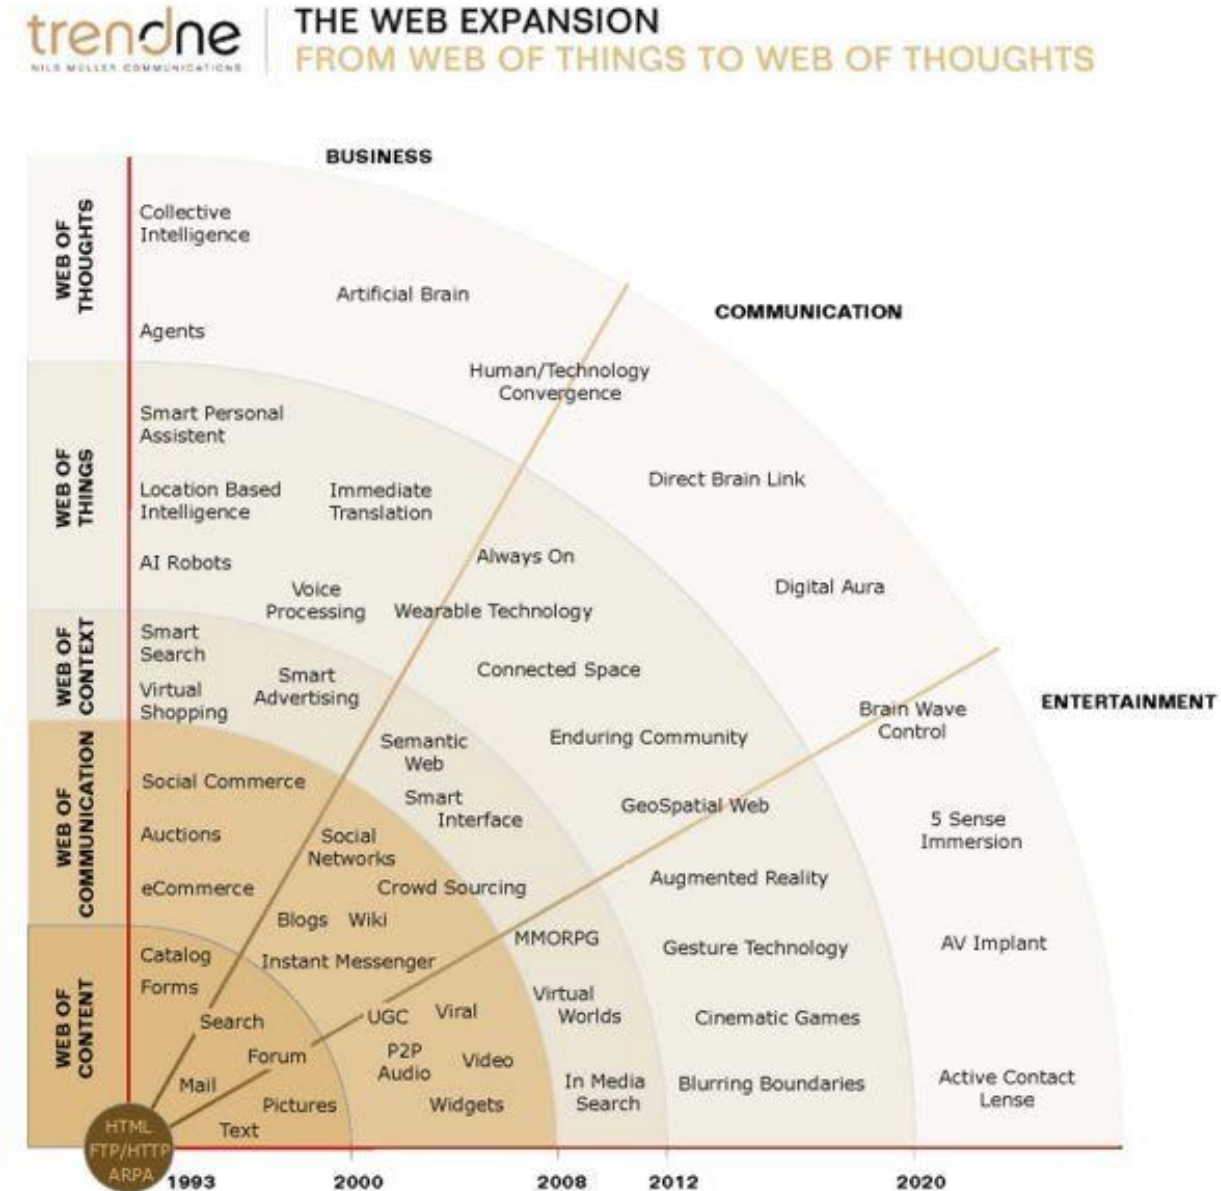 trendne
NILS MULLER COMMUNICATIONS
THE WEB EXPANSION
FROM WEB OF THINGS TO WEB OF THOUGHTS
BUSINESS
COMMUNICATION
ENTERTAINMENT
WEB OF
THOUGHTS
Collective
Intelligence
Artificial Brain
Agents
Human/Technology
Convergence
Direct Brain Link
Digital Aura
Brain Wave
Control
5 Sense
Immersion
AV Implant
Active Contact
Lense
WEB OF
THINGS
Smart Personal
Assistent
Location Based
Intelligence
Immediate
Translation
AI Robots
Voice
Processing
Always On
Wearable Technology
Connected Space
Enduring Community
GeoSpatial Web
Augmented Reality
Gesture Technology
Cinematic Games
Blurring Boundaries
WEB OF
CONTEXT
Smart
Search
Virtual
Shopping
Smart
Advertising
Semantic
Web
Smart
Interface
MMORPG
Virtual
Worlds
In Media
Search
WEB OF
COMMUNICATION
Social Commerce
Auctions
eCommerce
Social
Networks
Crowd Sourcing
Blogs Wiki
Instant Messenger
UGC Viral
P2P
Audio
Video
Widgets
WEB OF
CONTENT
Catalog
Forms
Search
Forum
Mail
Pictures
Text
HTML
FTP/HTTP
ARPA
1993 2000 2008 2012 2020